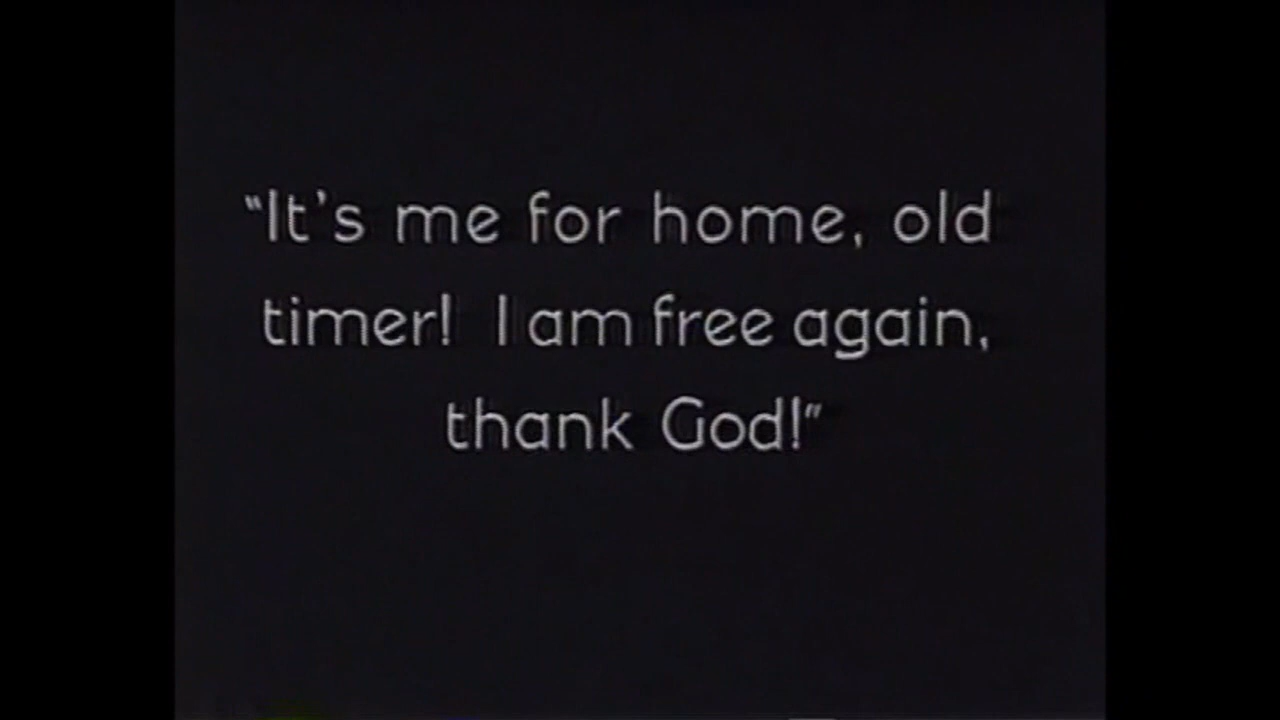 “It's me for home, old
timer! I am free again,
thank God!”